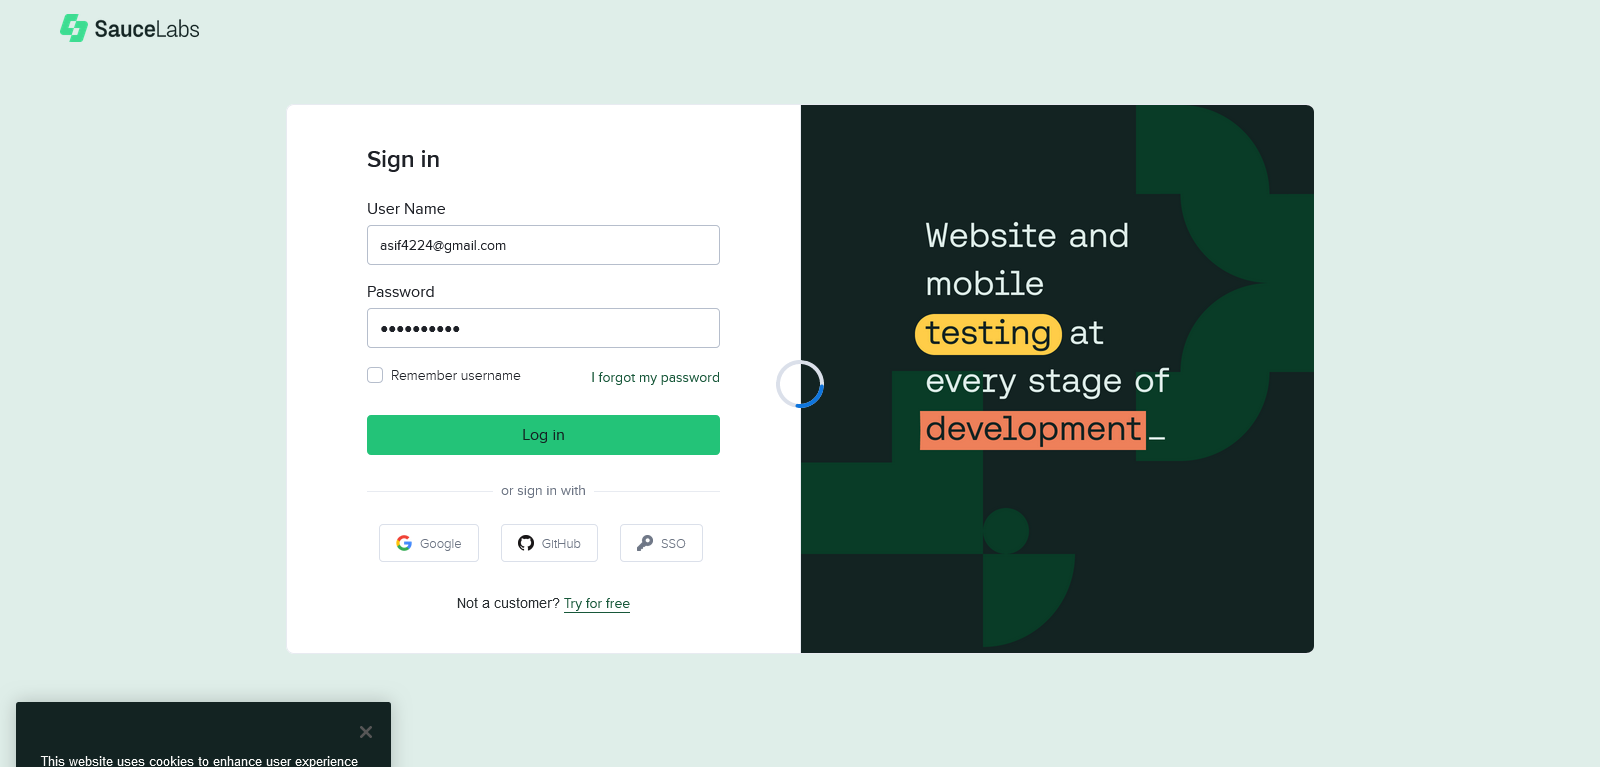 SauceLabs
Sign in
User Name
asif4224@gmail.com
Password
••••••••••
Remember username
I forgot my password
Log in
or sign in with
Google
GitHub
SSO
Not a customer? Try for free
Website and
mobile
testing at
every stage of
development_
This website uses cookies to enhance user experience